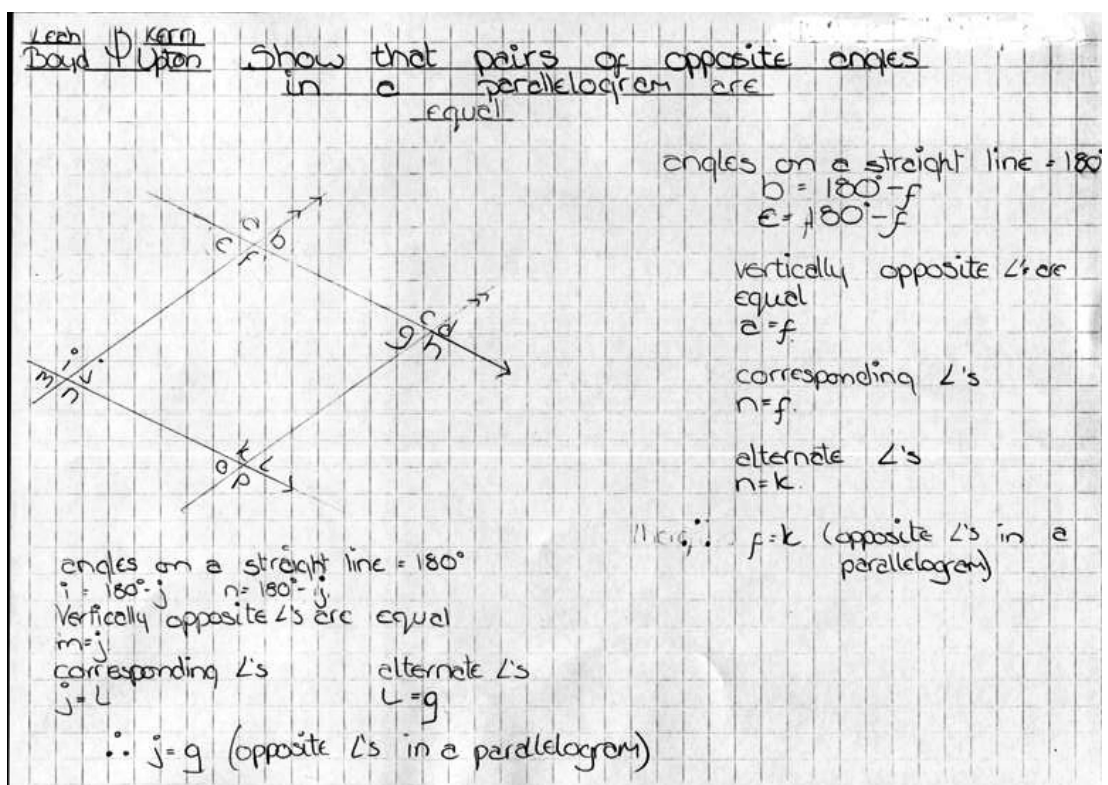 Leah & Kerri
Boyd Upton
Show that pairs of opposite angles
in a parallelogram are
equal
angles on a straight line = 180°
b = 180° - f
e = 180° - f
vertically opposite ∠'s are
equal
a = f
corresponding ∠'s
n = f.
alternate ∠'s
n = k.
∴ f = k (opposite ∠'s in a
parallelogram)
a
e b
f
c
g d
h
i
m j
n
k
o L
p
angles on a straight line = 180°
i = 180° - j n = 180° - j.
Vertically opposite ∠'s are equal
m = j
corresponding ∠'s alternate ∠'s
j = L L = g
∴ j = g (opposite ∠'s in a parallelogram)